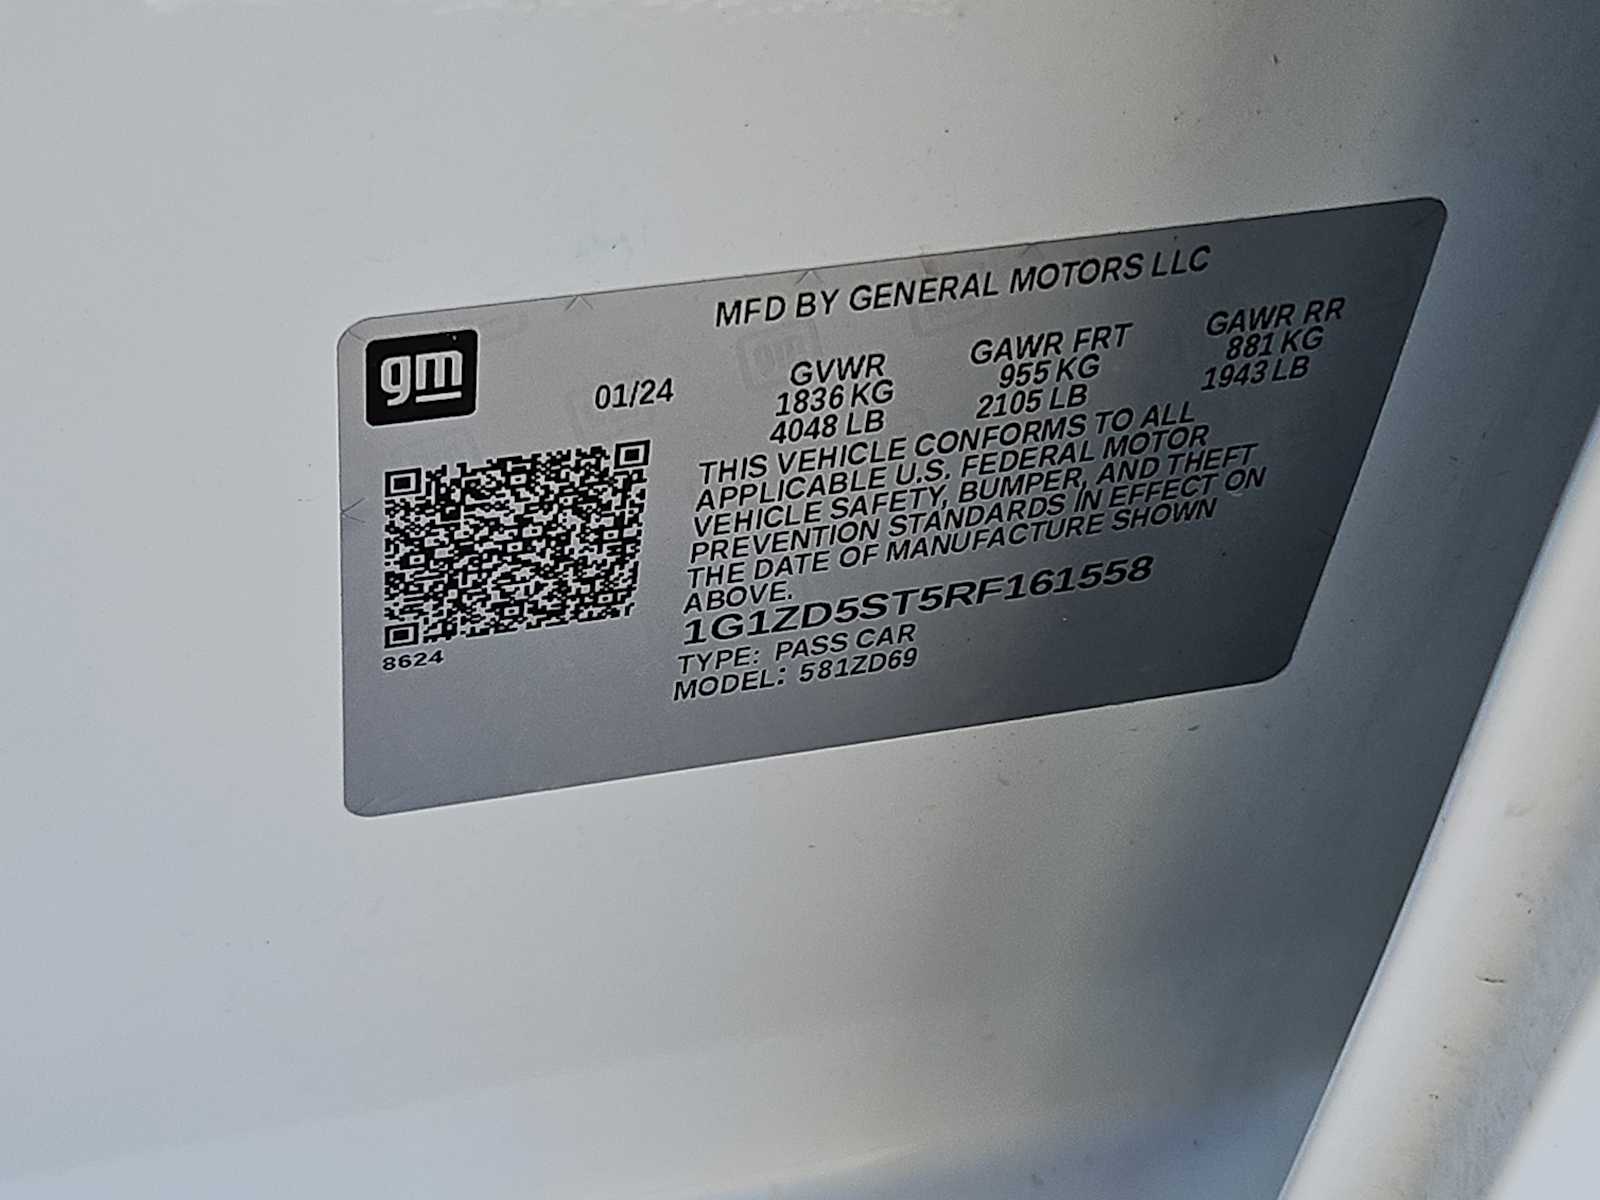 MFD BY GENERAL MOTORS LLC
gm
01/24
GVWR GAWR FRT GAWR RR
1836 KG 955 KG 881 KG
4048 LB 2105 LB 1943 LB
THIS VEHICLE CONFORMS TO ALL
APPLICABLE U.S. FEDERAL MOTOR
VEHICLE SAFETY, BUMPER, AND THEFT
PREVENTION STANDARDS IN EFFECT ON
THE DATE OF MANUFACTURE SHOWN
ABOVE.
1G1ZD5ST5RF161558
TYPE: PASS CAR
MODEL: 581ZD69
8624